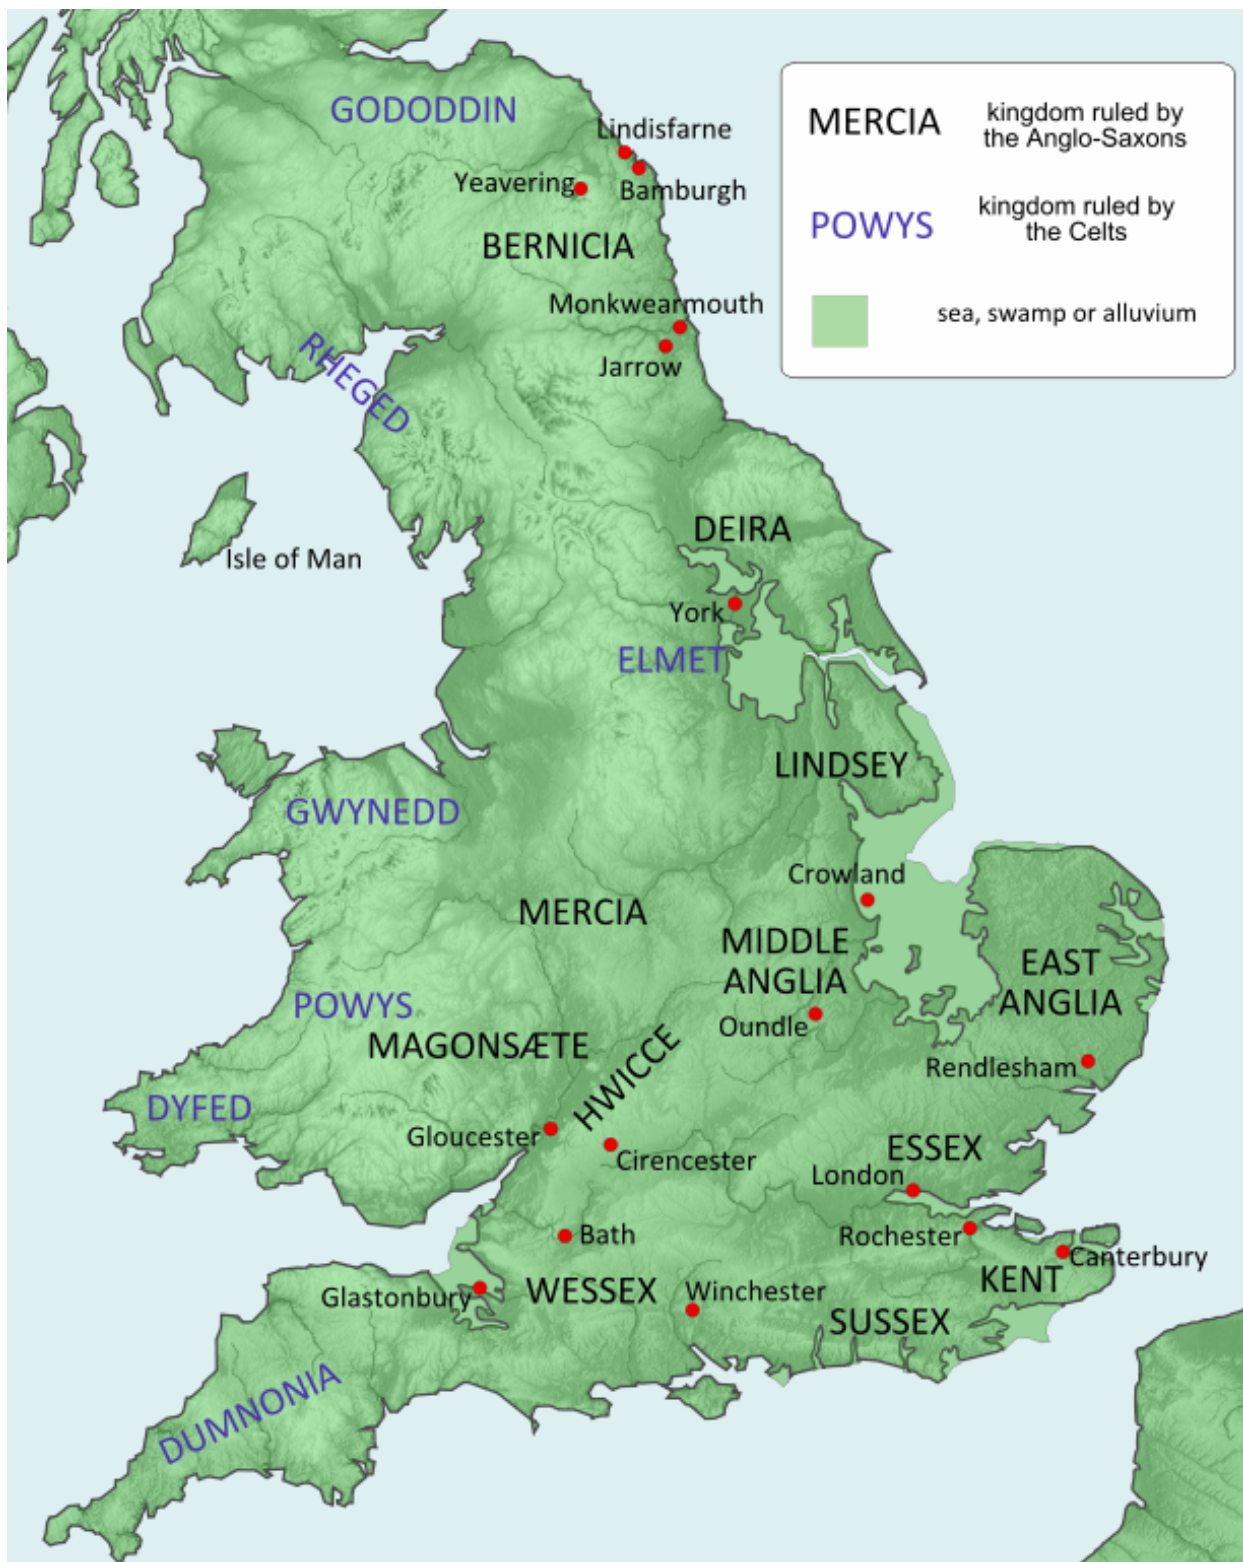 GODODDIN
Lindisfarne
Yeavering
Bamburgh
BERNICIA
Monkwearmouth
Jarrow
RHEGED
MERCIA
kingdom ruled by
the Anglo-Saxons
POWYS
kingdom ruled by
the Celts
sea, swamp or alluvium
DEIRA
Isle of Man
York
ELMET
LINDSEY
GWYNEDD
Crowland
MERCIA
MIDDLE
ANGLIA
EAST
ANGLIA
POWYS
Oundle
MAGONSÆTE
HWICCE
Rendlesham
DYFED
Gloucester
Cirencester
ESSEX
London
Bath
Rochester
Canterbury
Glastonbury
WESSEX
Winchester
KENT
SUSSEX
DUMNONIA